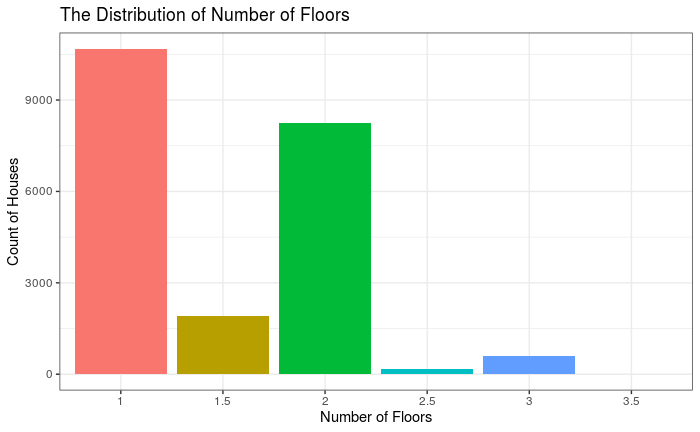 The Distribution of Number of Floors
Count of Houses
9000
6000
3000
0
1 1.5 2 2.5 3 3.5
Number of Floors